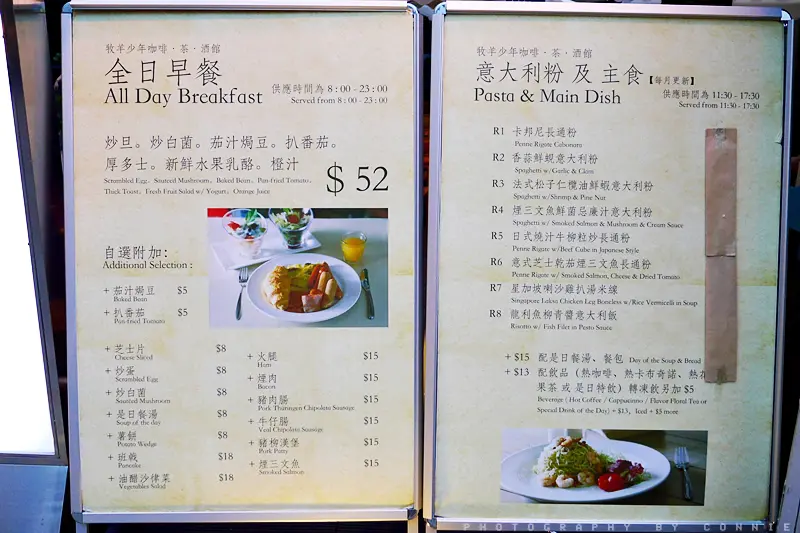 牧羊少年咖啡·茶·酒館
全日早餐
All Day Breakfast
供應時間為 8:00 - 23:00
Served from 8:00 - 23:00
炒旦。炒白菌。茄汁焗豆。扒番茄。
厚多士。新鮮水果乳酪。橙汁
Scrambled Egg、Sauteed Mushroom、Baked Bean、Pan-fried Tomato、
Thick Toast、Fresh Fruit Salad w/ Yogurt、Orange Juice
$ 52
自選附加:
Additional Selection :
+ 茄汁焗豆 $5
Baked Bean
+ 扒番茄 $5
Pan-fried Tomato
+ 芝士片 $8
Cheese Sliced
+ 炒蛋 $8
Scrambled Egg
+ 炒白菌 $8
Sauteed Mushroom
+ 是日餐湯 $8
Soup of the day
+ 薯餅 $8
Potato Wedge
+ 班戟 $18
Pancake
+ 油醋沙律菜 $18
Vegetables Salad
+ 火腿 $15
Ham
+ 煙肉 $15
Bacon
+ 豬肉腸 $15
Pork Thüringen Chipolata Sausage
+ 牛仔腸 $15
Veal Chipolata Sausage
+ 豬柳漢堡 $15
Pork Patty
+ 煙三文魚 $15
Smoked Salmon
牧羊少年咖啡·茶·酒館
意大利粉 及 主食【每月更新】
Pasta & Main Dish
供應時間為 11:30 - 17:30
Served from 11:30 - 17:30
R1 卡邦尼長通粉
Penne Rigate Cabonara
R2 香蒜鮮蜆意大利粉
Spaghetti w/Garlic & Clam
R3 法式松子仁欖油鮮蝦意大利粉
Spaghetti w/Shrimp & Pine Nut
R4 煙三文魚鮮菌忌廉汁意大利粉
Spaghetti w/ Smoked Salmon & Mushroom & Cream Sauce
R5 日式燒汁牛柳粒炒長通粉
Penne Rigate w/Beef Cube in Japanese Style
R6 意式芝士乾茄煙三文魚長通粉
Penne Rigate w/ Smoked Salmon, Cheese & Dried Tomato
R7 星加坡喇沙雞扒湯米線
Singapore Laksa Chicken Leg Boneless w/Rice Vermicelli in Soup
R8 龍利魚柳青醬意大利飯
Risotto w/ Fish Filet in Pesto Sauce
+ $15 配是日餐湯、餐包 Day of the Soup & Bread
+ $13 配飲品 (熱咖啡、熱卡布奇諾、熱花
果茶 或 是日特飲) 轉凍飲另加 $5
Beverage ( Hot Coffee / Cappuccino / Flavor Floral Tea or
Special Drink of the Day) + $13, Iced + $5 more
PHOTOGRAPHY BY CONNIE